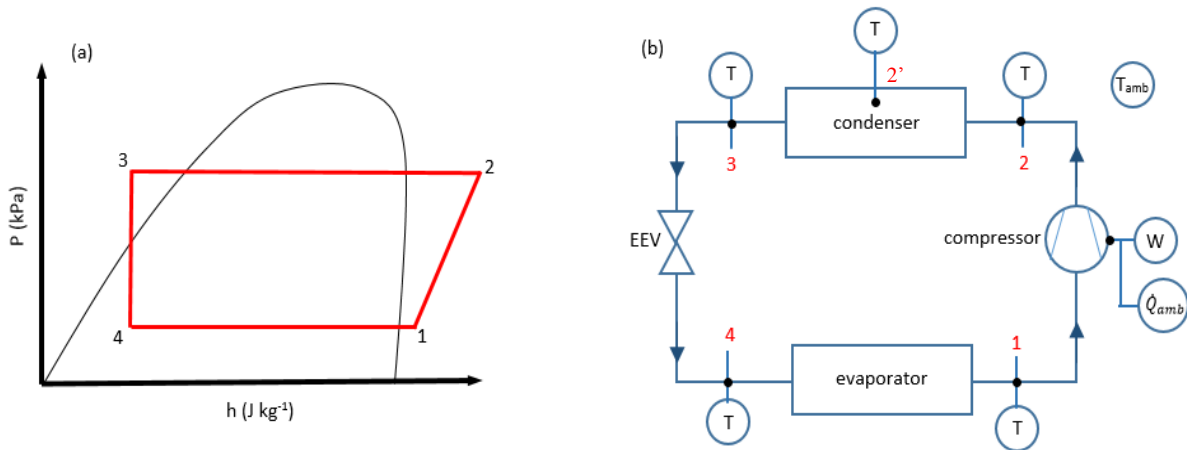 (a)
P (kPa)
3
2
4
1
h (J kg⁻¹)
(b)
T
T
2'
T
T_amb
condenser
3
2
EEV
compressor
W
Q̇_amb
4
1
evaporator
T
T